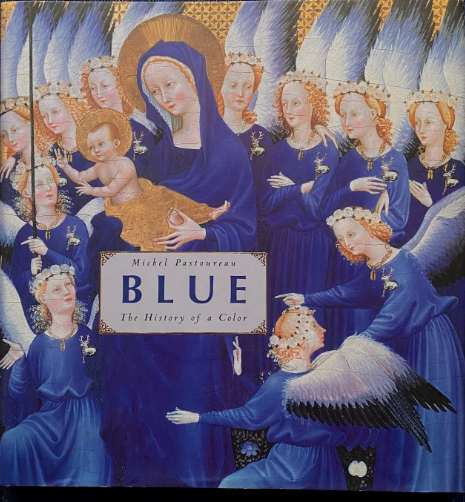 Michel Pastoureau
BLUE
The History of a Color